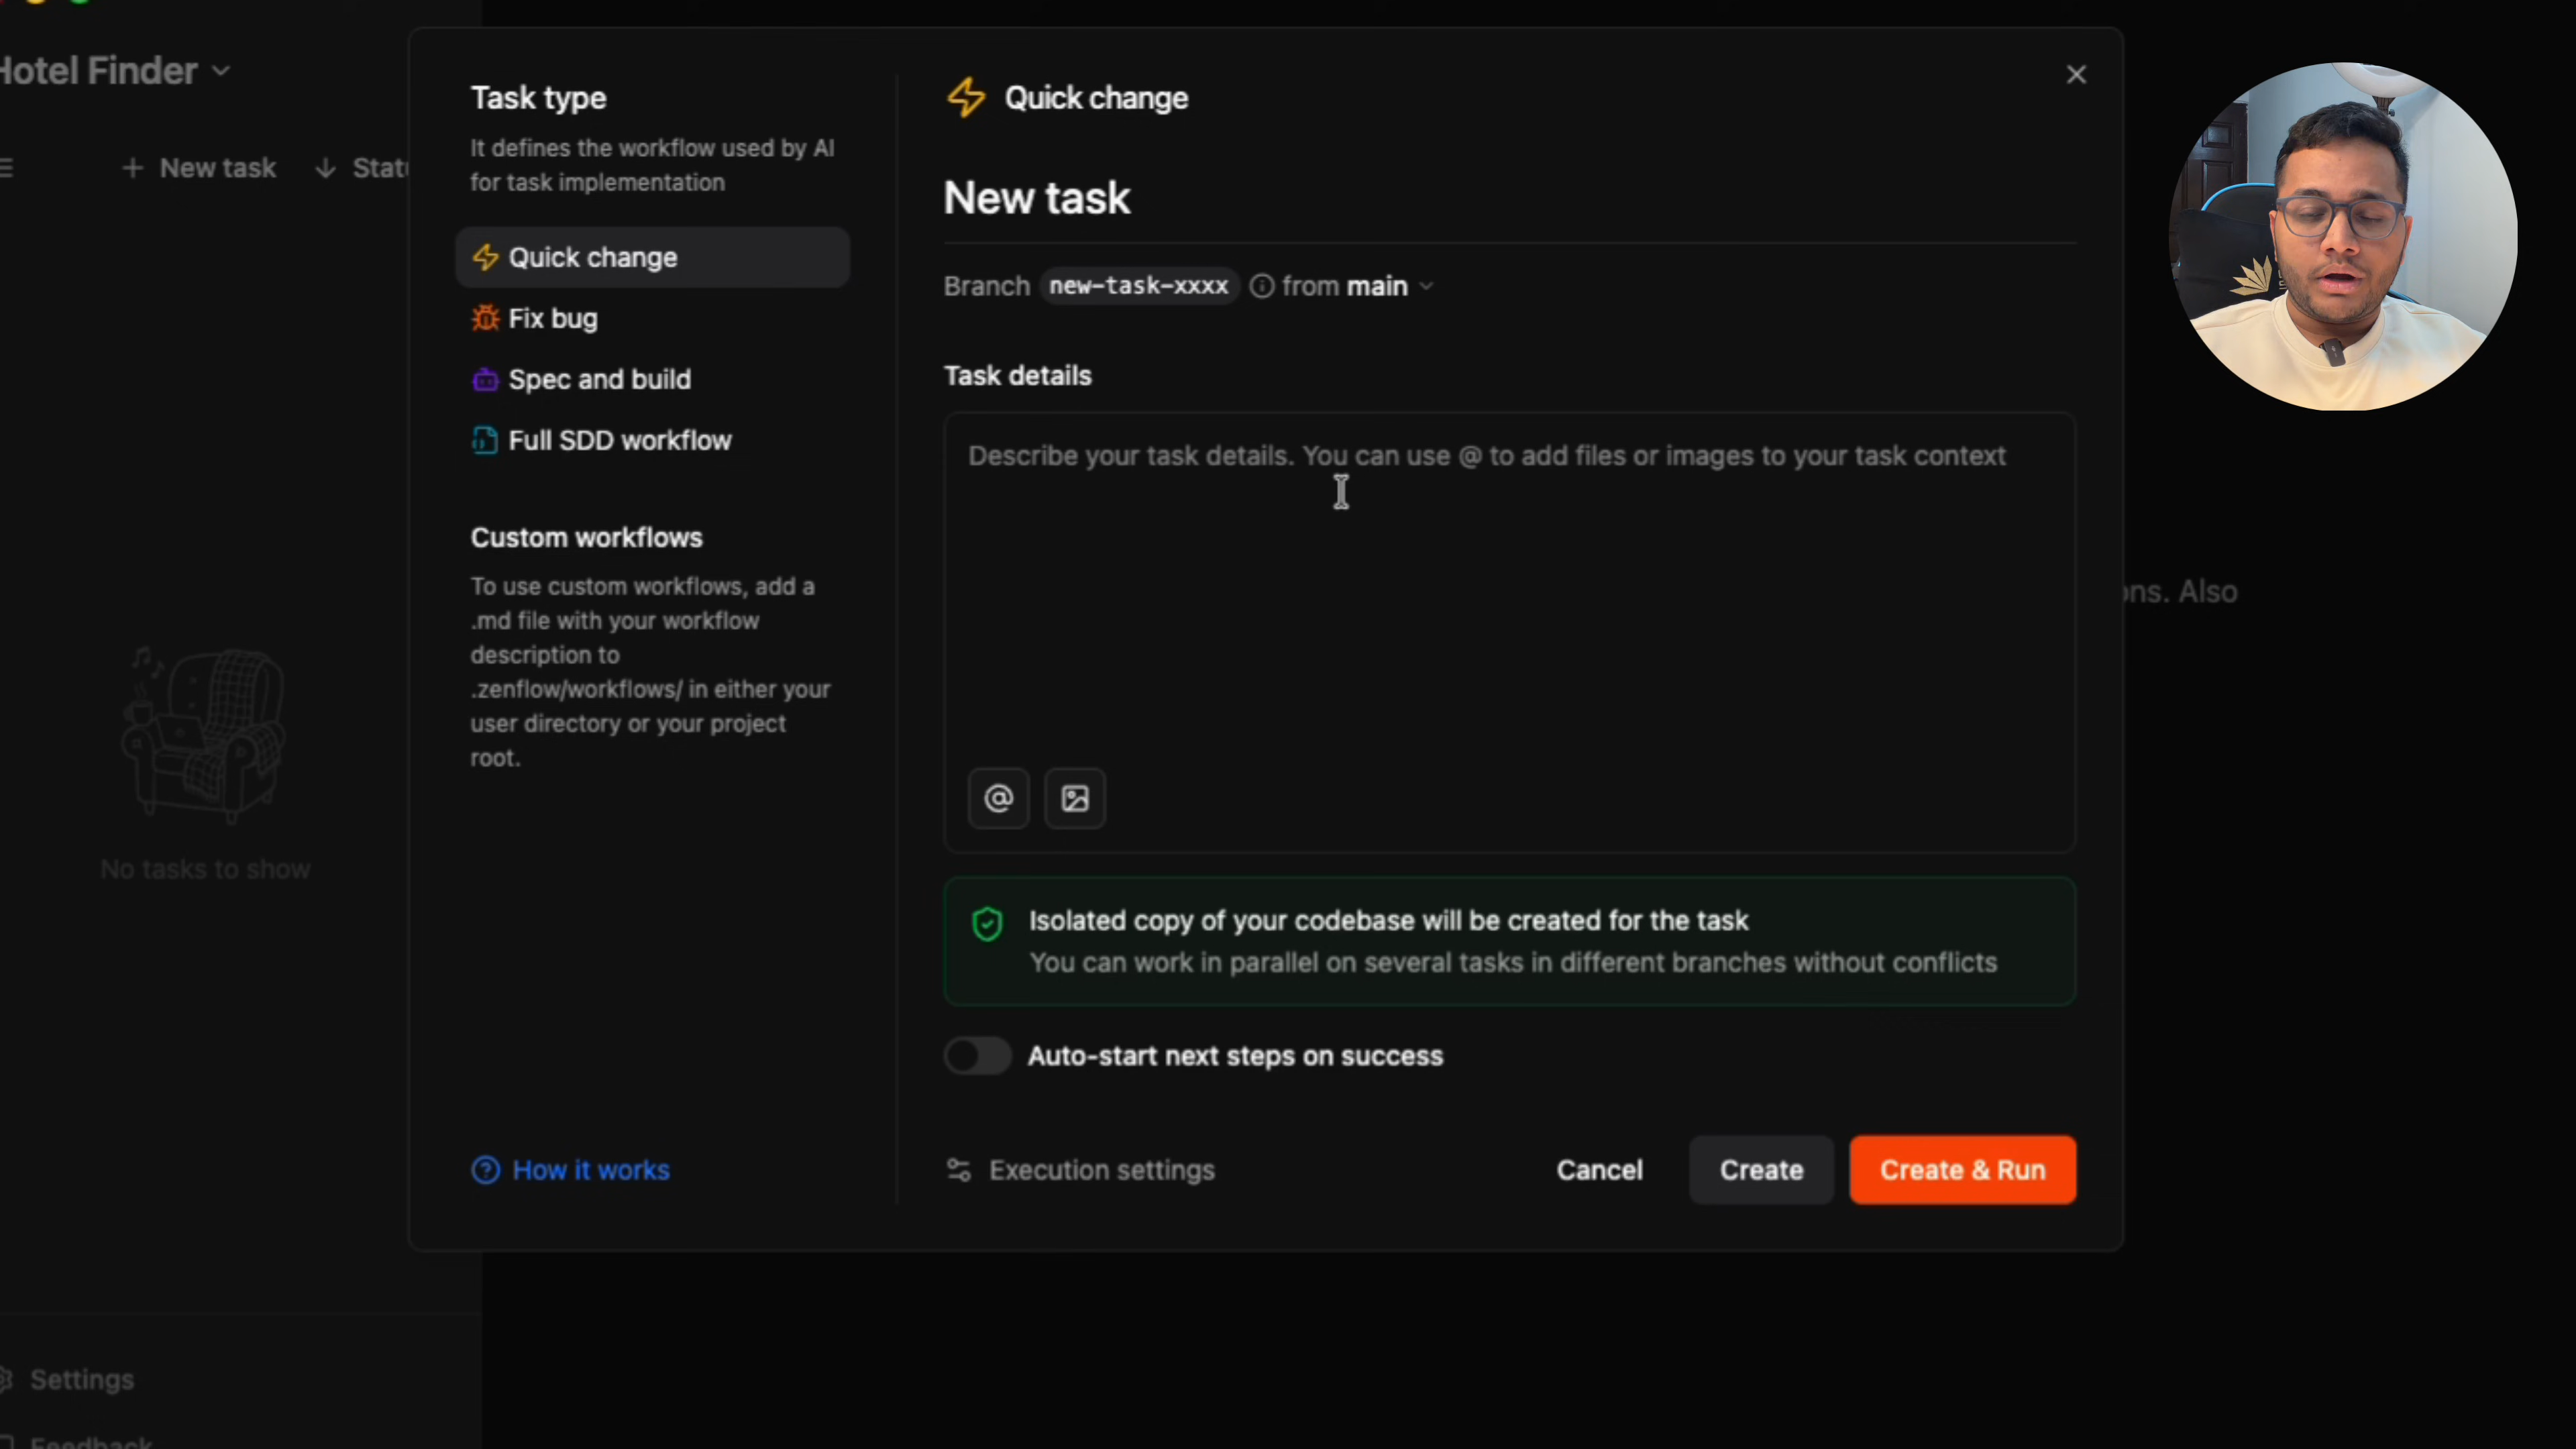 Hotel Finder
New task
Statu
No tasks to show
Settings
Feedback
Task type
It defines the workflow used by AI
for task implementation
Quick change
Fix bug
Spec and build
Full SDD workflow
Custom workflows
To use custom workflows, add a
.md file with your workflow
description to
.zenflow/workflows/ in either your
user directory or your project
root.
How it works
Quick change
New task
Branch new-task-xxxx from main
Task details
Describe your task details. You can use @ to add files or images to your task context
Isolated copy of your codebase will be created for the task
You can work in parallel on several tasks in different branches without conflicts
Auto-start next steps on success
Execution settings
Cancel
Create
Create & Run
ons. Also